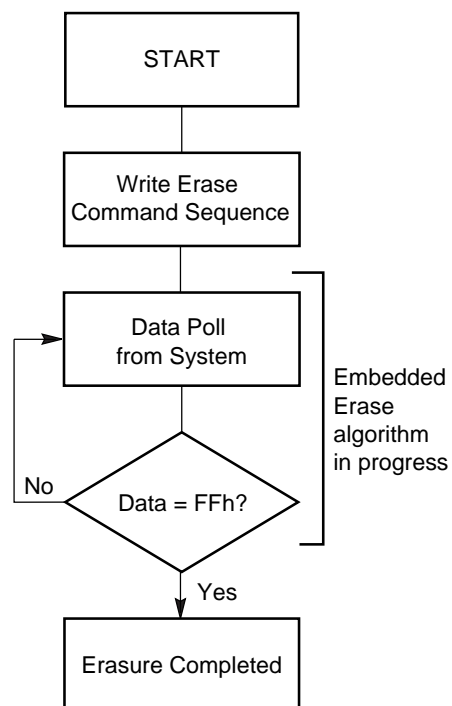 START
Write Erase
Command Sequence
Data Poll
from System
Embedded
Erase
algorithm
in progress
No
Data = FFh?
Yes
Erasure Completed